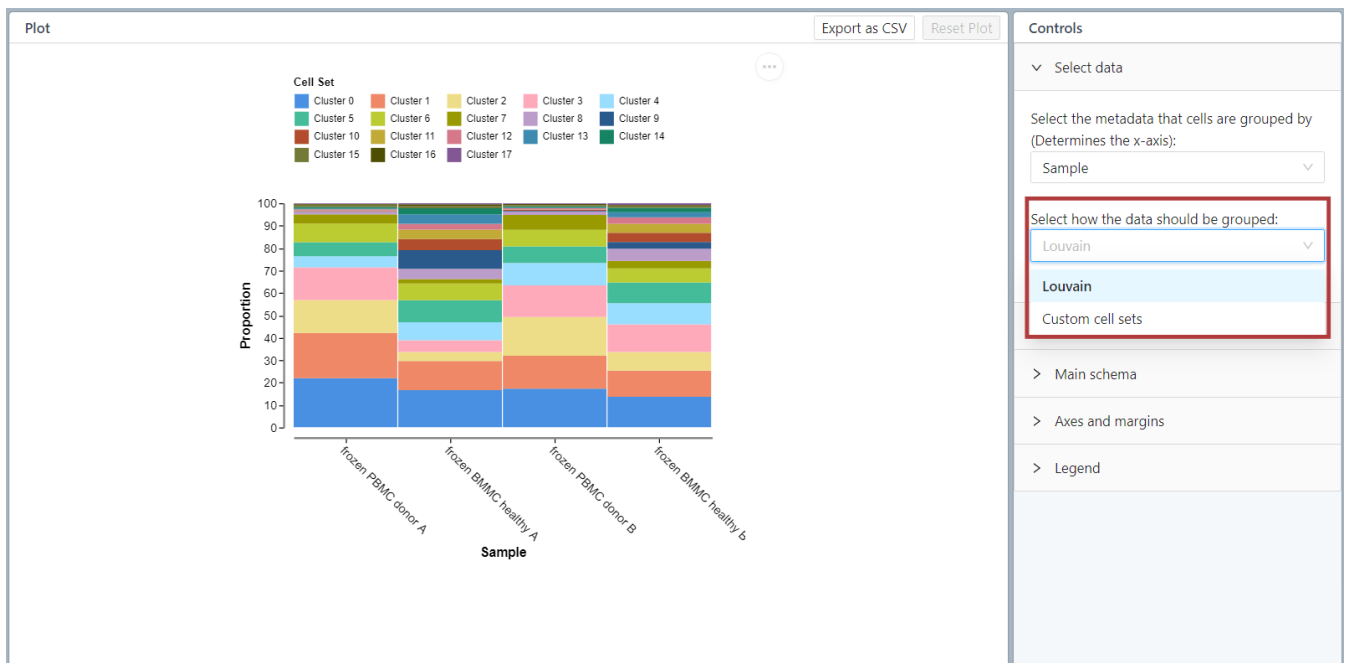 Plot
Export as CSV
Reset Plot
Cell Set
Cluster 0 Cluster 1 Cluster 2 Cluster 3 Cluster 4
Cluster 5 Cluster 6 Cluster 7 Cluster 8 Cluster 9
Cluster 10 Cluster 11 Cluster 12 Cluster 13 Cluster 14
Cluster 15 Cluster 16 Cluster 17
Proportion
100
90
80
70
60
50
40
30
20
10
0
frozen PBMC donor A
frozen BMMC healthy A
frozen PBMC donor B
frozen BMMC healthy b
Sample
Controls
Select data
Select the metadata that cells are grouped by
(Determines the x-axis):
Sample
Select how the data should be grouped:
Louvain
Louvain
Custom cell sets
Main schema
Axes and margins
Legend